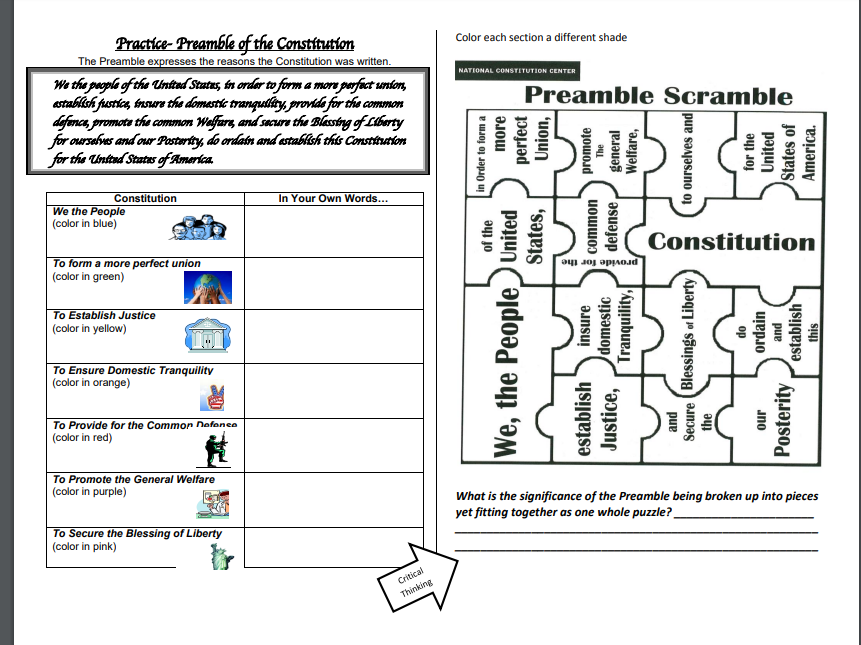 Practice- Preamble of the Constitution
The Preamble expresses the reasons the Constitution was written.
We the people of the United States, in order to form a more perfect union,
establish justice, insure the domestic tranquility, provide for the common
defence, promote the common Welfare, and secure the Blessing of Liberty
for ourselves and our Posterity, do ordain and establish this Constitution
for the United States of America.
Constitution
In Your Own Words…
We the People
(color in blue)
To form a more perfect union
(color in green)
To Establish Justice
(color in yellow)
To Ensure Domestic Tranquility
(color in orange)
To Provide for the Common Defense
(color in red)
To Promote the General Welfare
(color in purple)
To Secure the Blessing of Liberty
(color in pink)
Critical
Thinking
Color each section a different shade
NATIONAL CONSTITUTION CENTER
Preamble Scramble
in Order to form a
more
perfect
Union,
promote
The
general
Welfare,
to ourselves and
for the
United
States of
America.
of the
United
States,
common
defense
provide for the
Constitution
We, the People
insure
domestic
Tranquility,
Blessings of Liberty
do
ordain
and
establish
this
establish
Justice,
and
Secure
the
our
Posterity
What is the significance of the Preamble being broken up into pieces
yet fitting together as one whole puzzle?